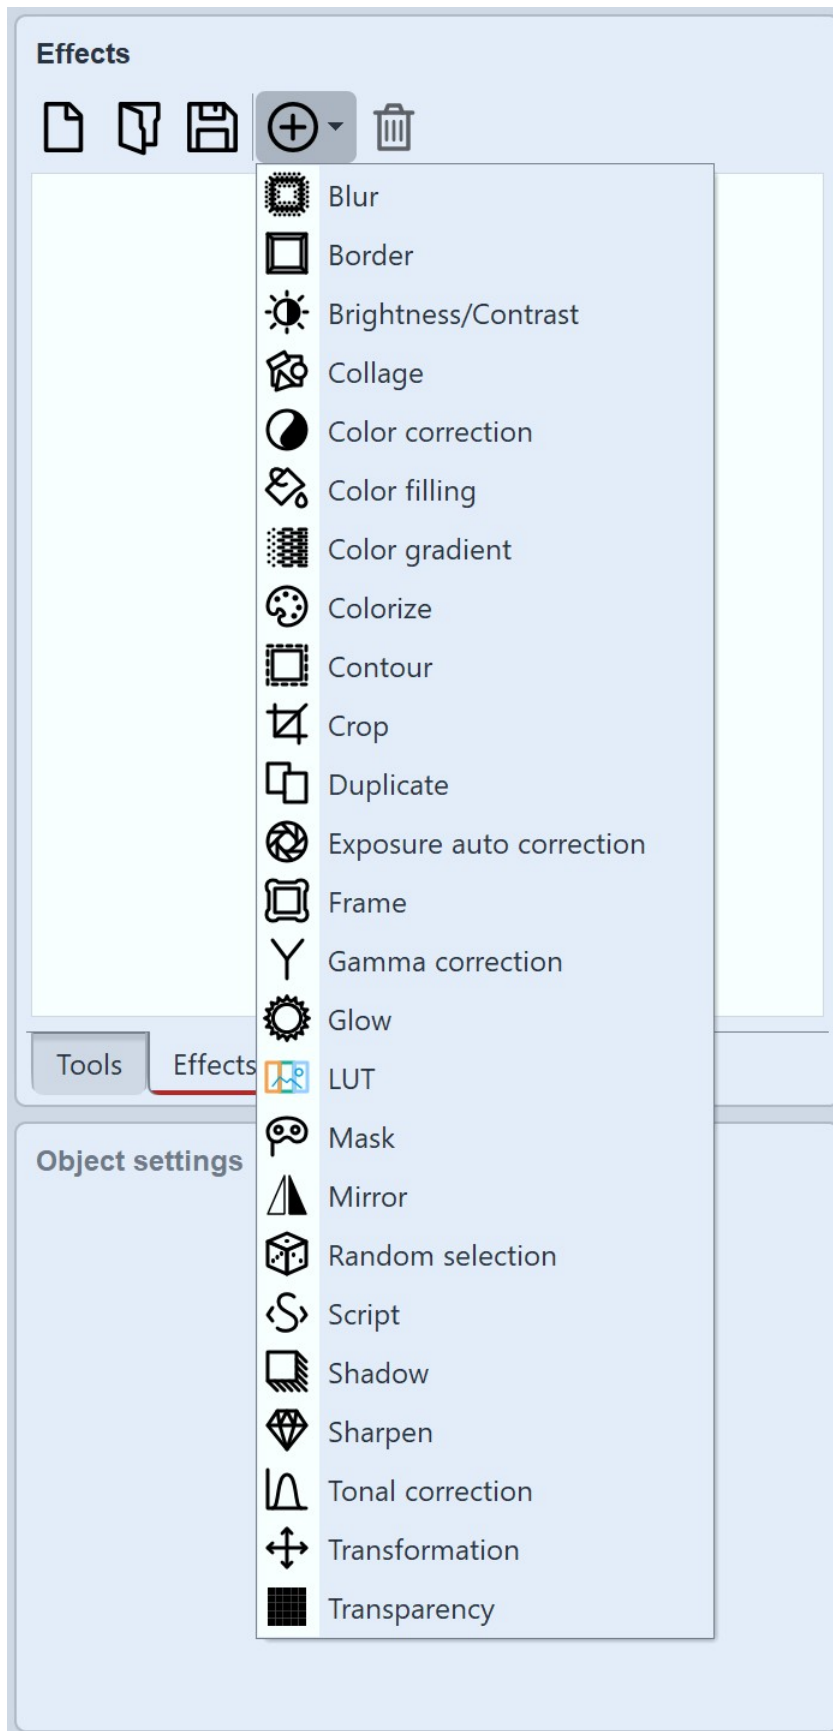 Effects
Blur
Border
Brightness/Contrast
Collage
Color correction
Color filling
Color gradient
Colorize
Contour
Crop
Duplicate
Exposure auto correction
Frame
Gamma correction
Glow
Tools Effects
LUT
Mask
Object settings
Mirror
Random selection
Script
Shadow
Sharpen
Tonal correction
Transformation
Transparency